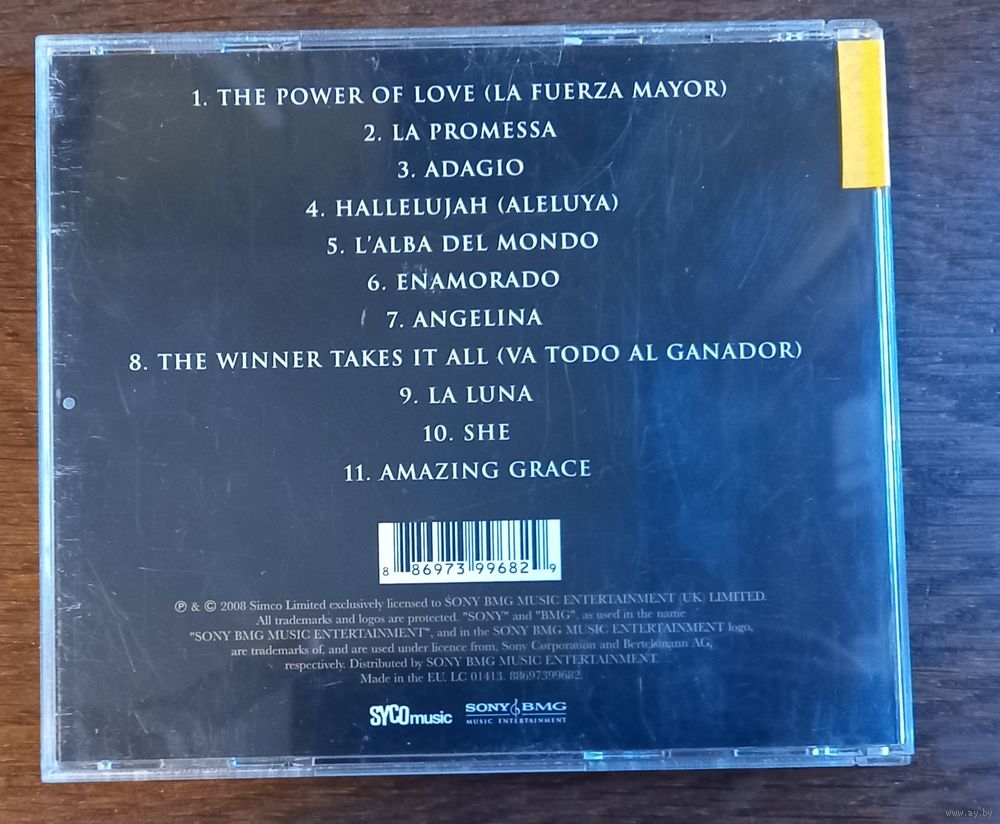 1. THE POWER OF LOVE (LA FUERZA MAYOR)
2. LA PROMESSA
3. ADAGIO
4. HALLELUJAH (ALELUYA)
5. L'ALBA DEL MONDO
6. ENAMORADO
7. ANGELINA
8. THE WINNER TAKES IT ALL (VA TODO AL GANADOR)
9. LA LUNA
10. SHE
11. AMAZING GRACE
8 86973 99682 9
℗ & © 2008 Simco Limited exclusively licensed to SONY BMG MUSIC ENTERTAINMENT (UK) LIMITED.
All trademarks and logos are protected. "SONY" and "BMG", as used in the name
"SONY BMG MUSIC ENTERTAINMENT", and in the SONY BMG MUSIC ENTERTAINMENT logo,
are trademarks of, and are used under licence from, Sony Corporation and Bertelsmann AG,
respectively. Distributed by SONY BMG MUSIC ENTERTAINMENT.
Made in the EU. LC 01413. 88697399682.
SYCOmusic
SONY BMG
MUSIC ENTERTAINMENT
www.ay.by